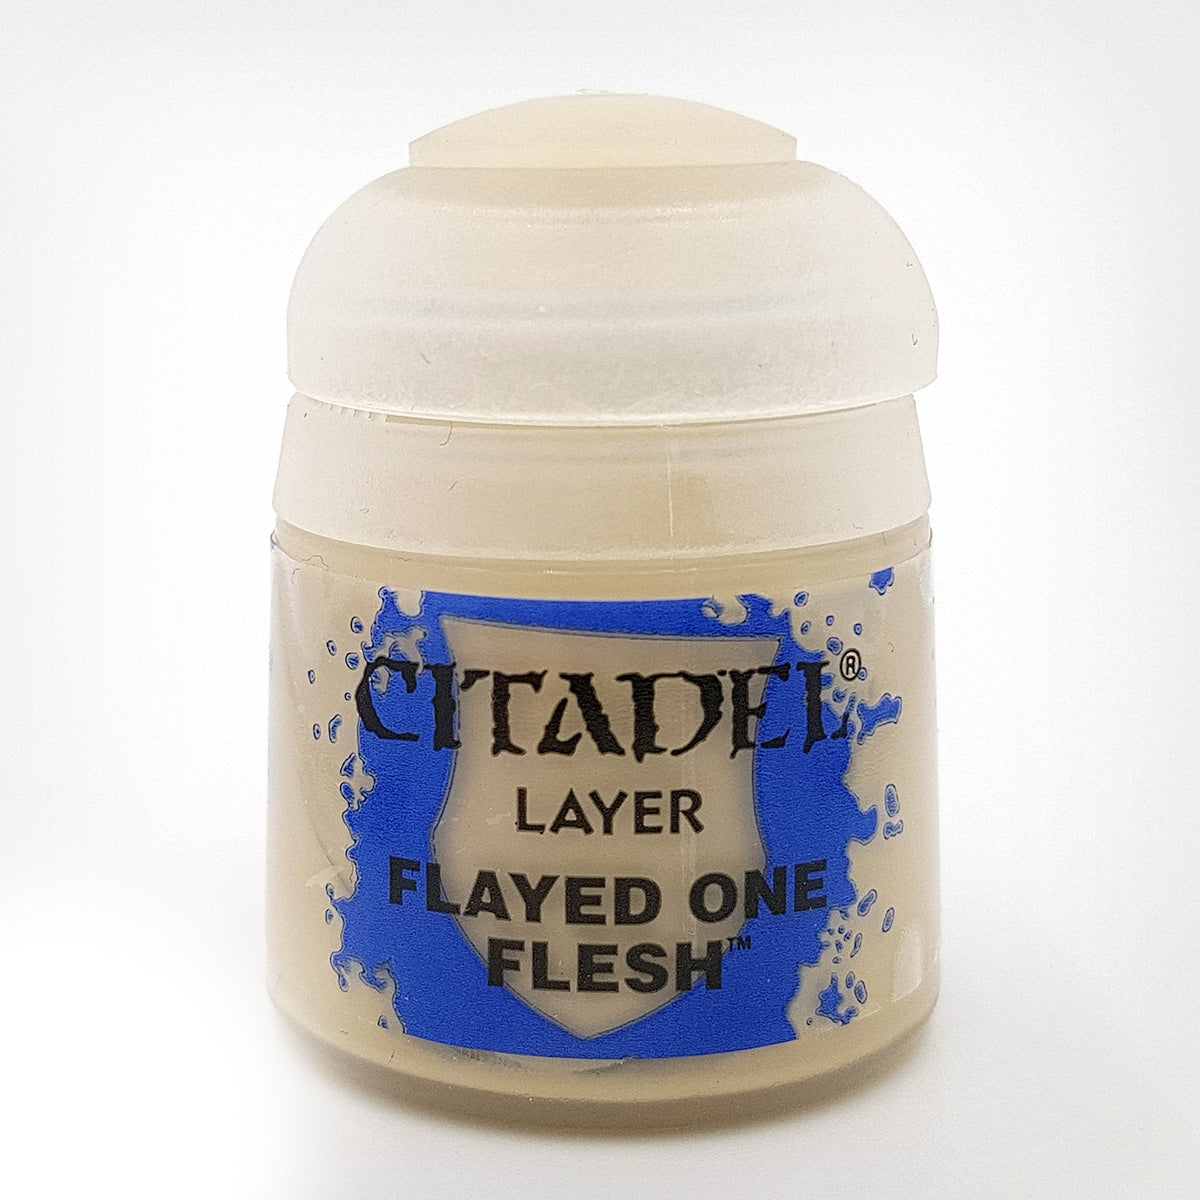 CITADEL®
LAYER
FLAYED ONE
FLESH™